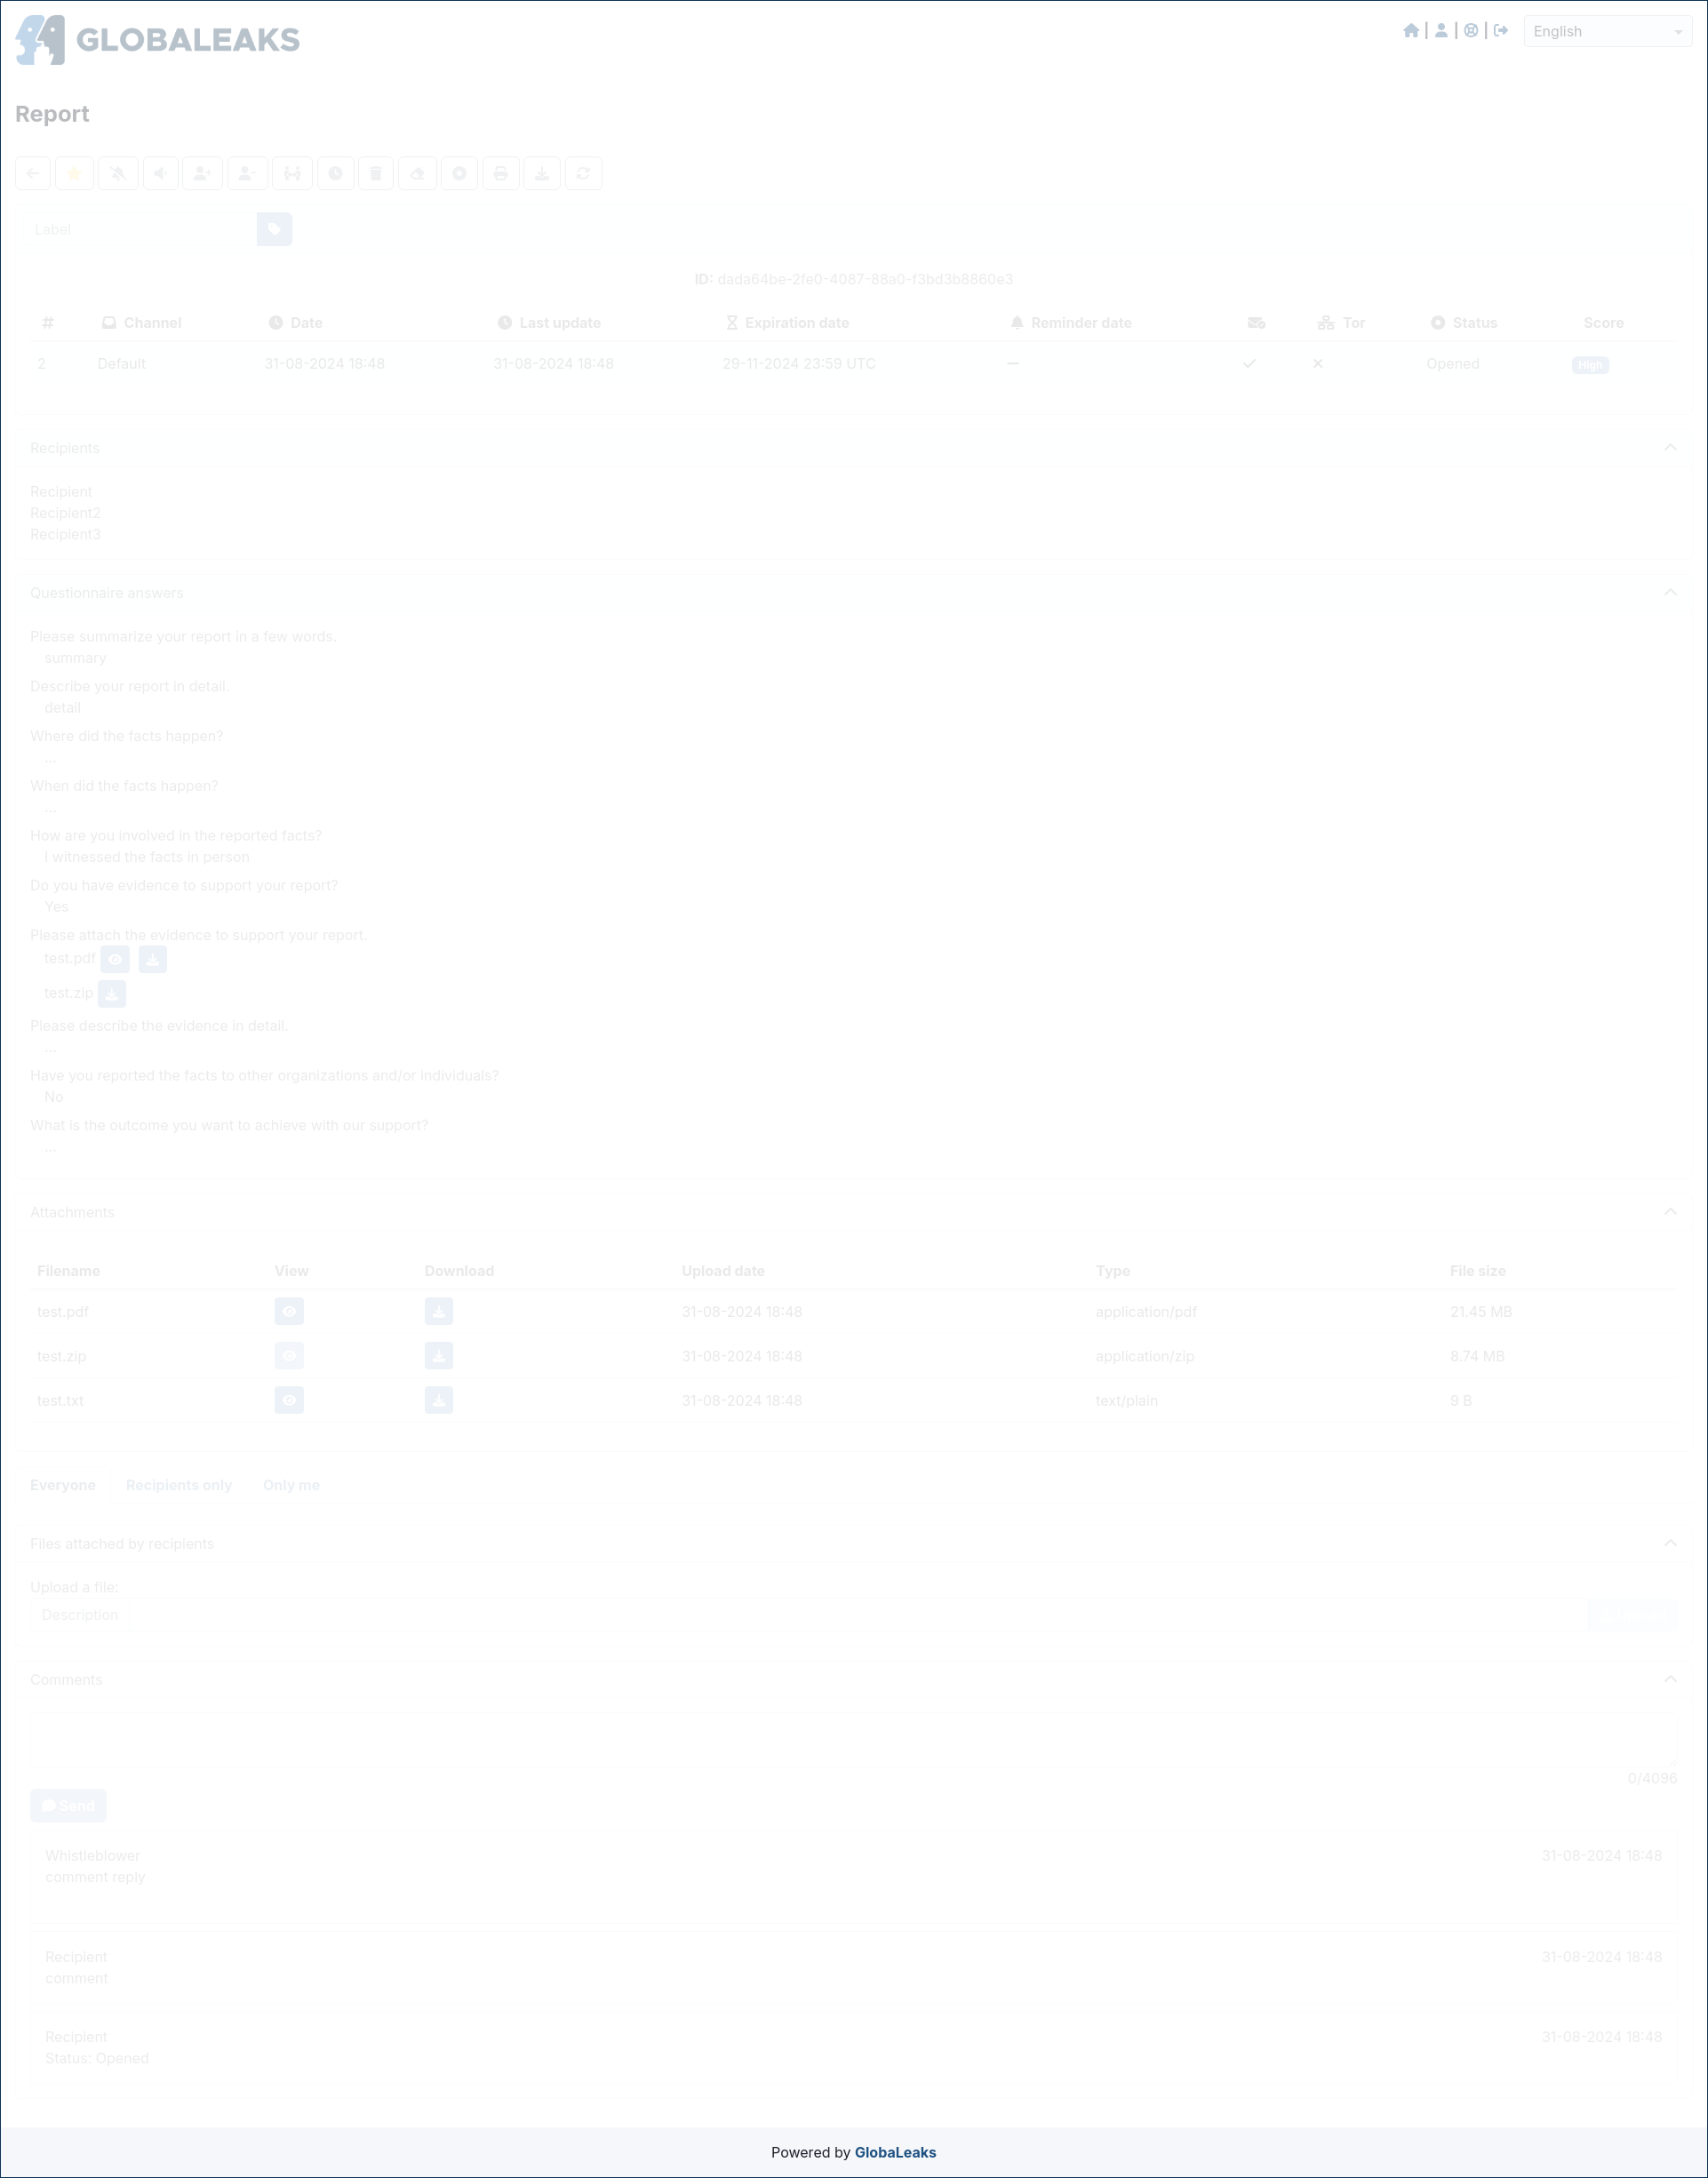 GLOBALEAKS
English
Report
Label
ID: dada64be-2fe0-4087-88a0-f3bd3b8860e3
# Channel Date Last update Expiration date Reminder date Tor Status Score
2 Default 31-08-2024 18:48 31-08-2024 18:48 29-11-2024 23:59 UTC — Opened High
Recipients
Recipient
Recipient2
Recipient3
Questionnaire answers
Please summarize your report in a few words.
summary
Describe your report in detail.
detail
Where did the facts happen?
...
When did the facts happen?
...
How are you involved in the reported facts?
I witnessed the facts in person
Do you have evidence to support your report?
Yes
Please attach the evidence to support your report.
test.pdf
test.zip
Please describe the evidence in detail.
...
Have you reported the facts to other organizations and/or individuals?
No
What is the outcome you want to achieve with our support?
...
Attachments
Filename View Download Upload date Type File size
test.pdf 31-08-2024 18:48 application/pdf 21.45 MB
test.zip 31-08-2024 18:48 application/zip 8.74 MB
test.txt 31-08-2024 18:48 text/plain 9 B
Everyone Recipients only Only me
Files attached by recipients
Upload a file:
Description
Comments
0/4096
Send
Whistleblower 31-08-2024 18:48
comment reply
Recipient 31-08-2024 18:48
comment
Recipient 31-08-2024 18:48
Status: Opened
Powered by GlobaLeaks